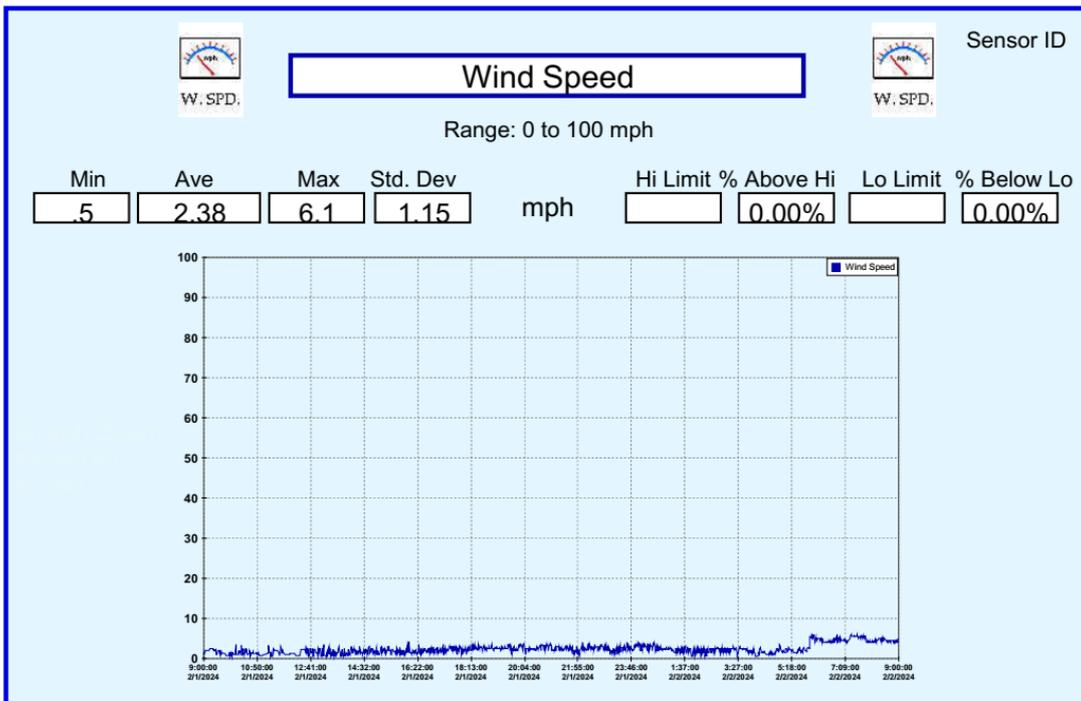 Sensor ID
mph
W. SPD.
Wind Speed
mph
W. SPD.
Range: 0 to 100 mph
Min Ave Max Std. Dev Hi Limit % Above Hi Lo Limit % Below Lo
.5 2.38 6.1 1.15 mph 0.00% 0.00%
Wind Speed
100
90
80
70
60
50
40
30
20
10
0
9:00:00 10:50:00 12:41:00 14:32:00 16:22:00 18:13:00 20:04:00 21:55:00 23:46:00 1:37:00 3:27:00 5:18:00 7:09:00 9:00:00
2/1/2024 2/1/2024 2/1/2024 2/1/2024 2/1/2024 2/1/2024 2/1/2024 2/1/2024 2/1/2024 2/2/2024 2/2/2024 2/2/2024 2/2/2024 2/2/2024